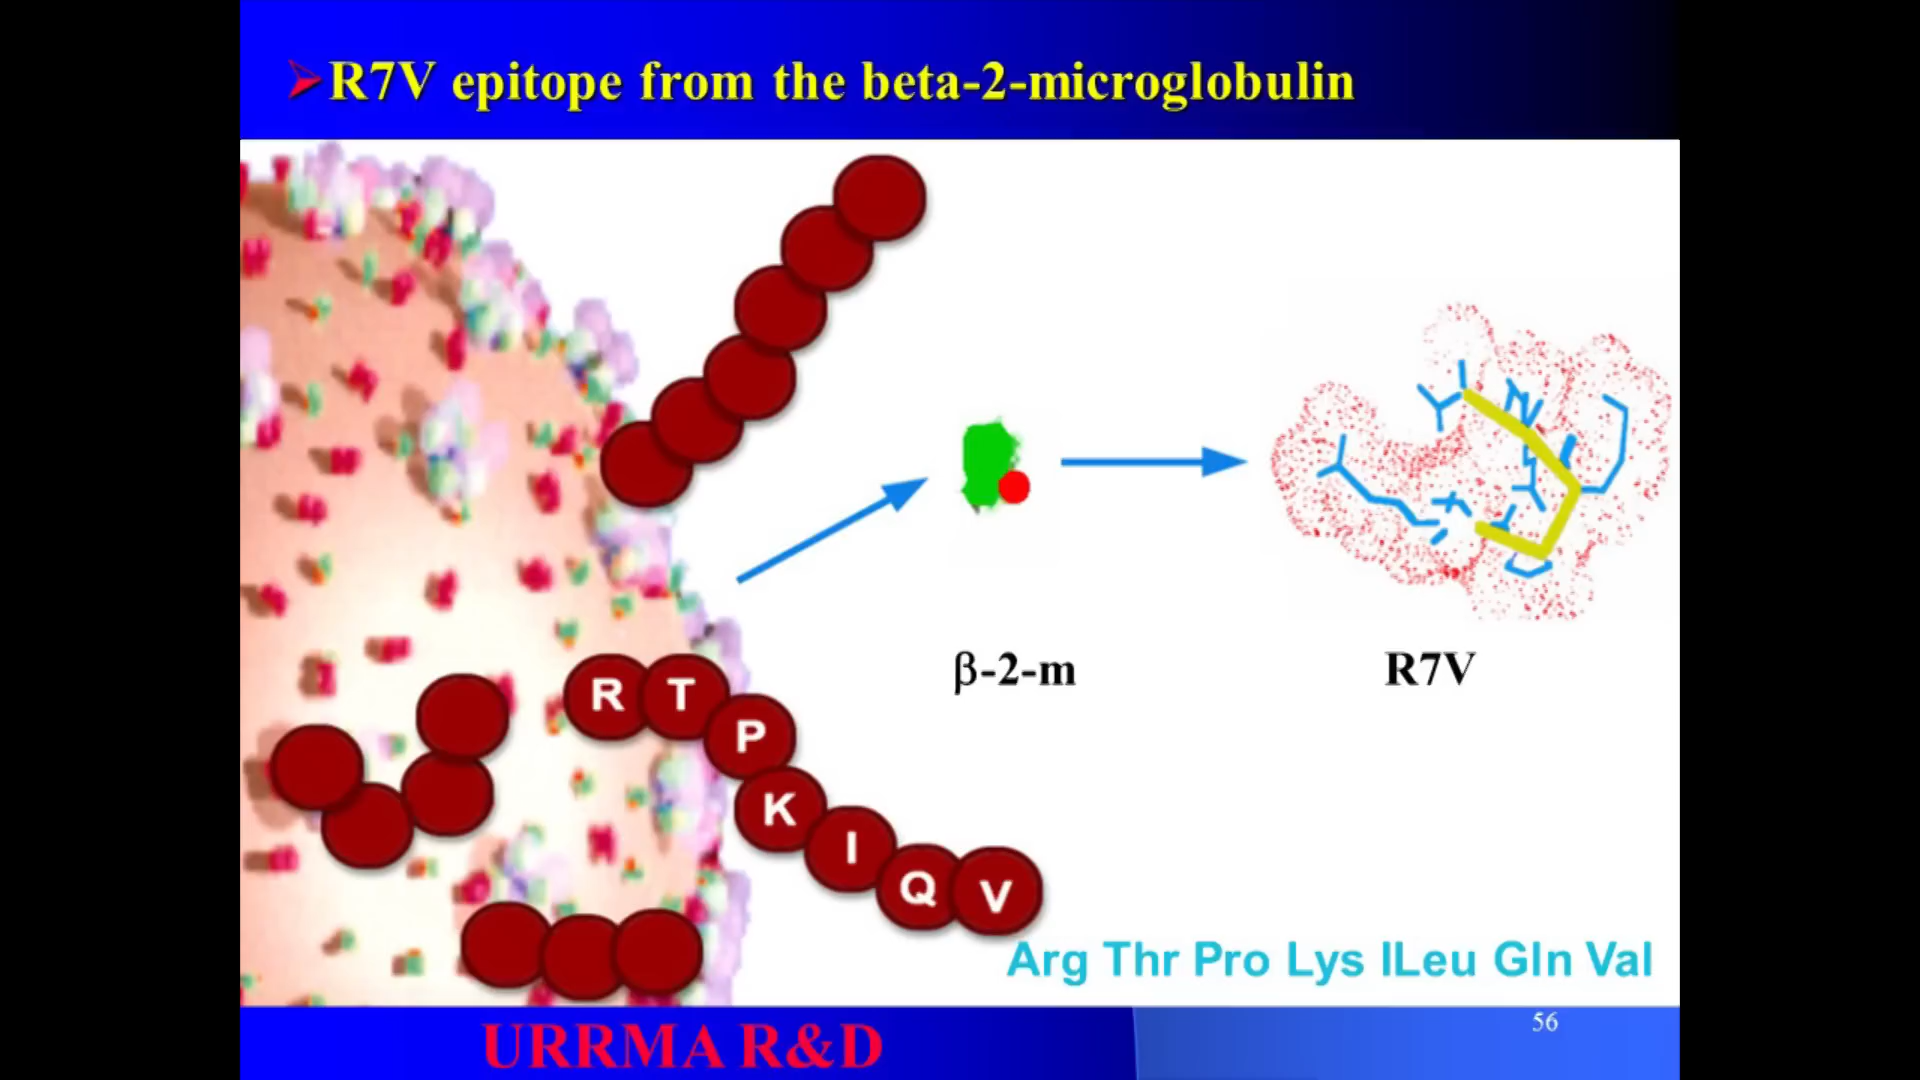 ➢R7V epitope from the beta-2-microglobulin
β-2-m
R7V
R T P K I Q V
Arg Thr Pro Lys ILeu Gln Val
URRMA R&D
56